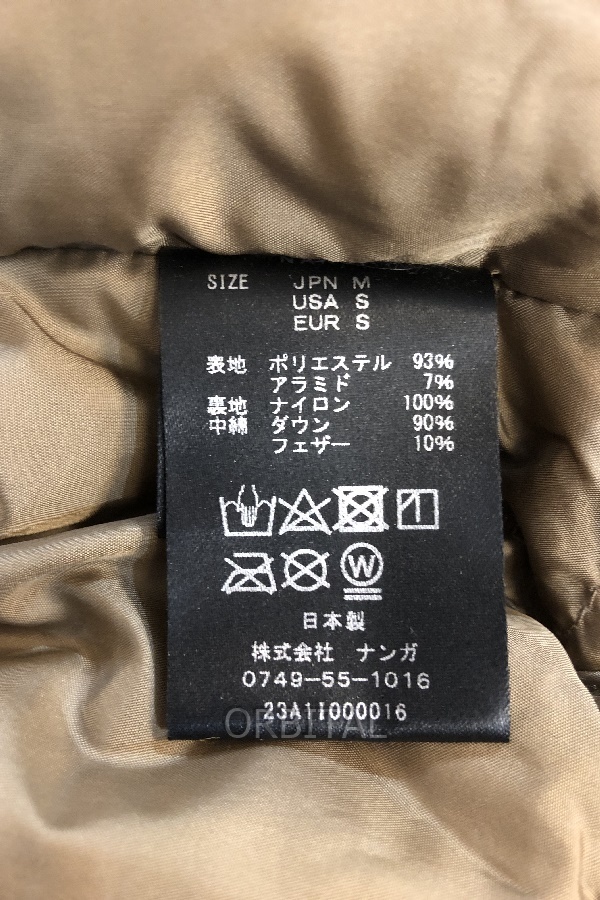 SIZE JPN M
USA S
EUR S
表地 ポリエステル 93%
アラミド 7%
裏地 ナイロン 100%
中綿 ダウン 90%
フェザー 10%
W
日本製
株式会社 ナンガ
0749-55-1016
23A1I000016
ORBITAL